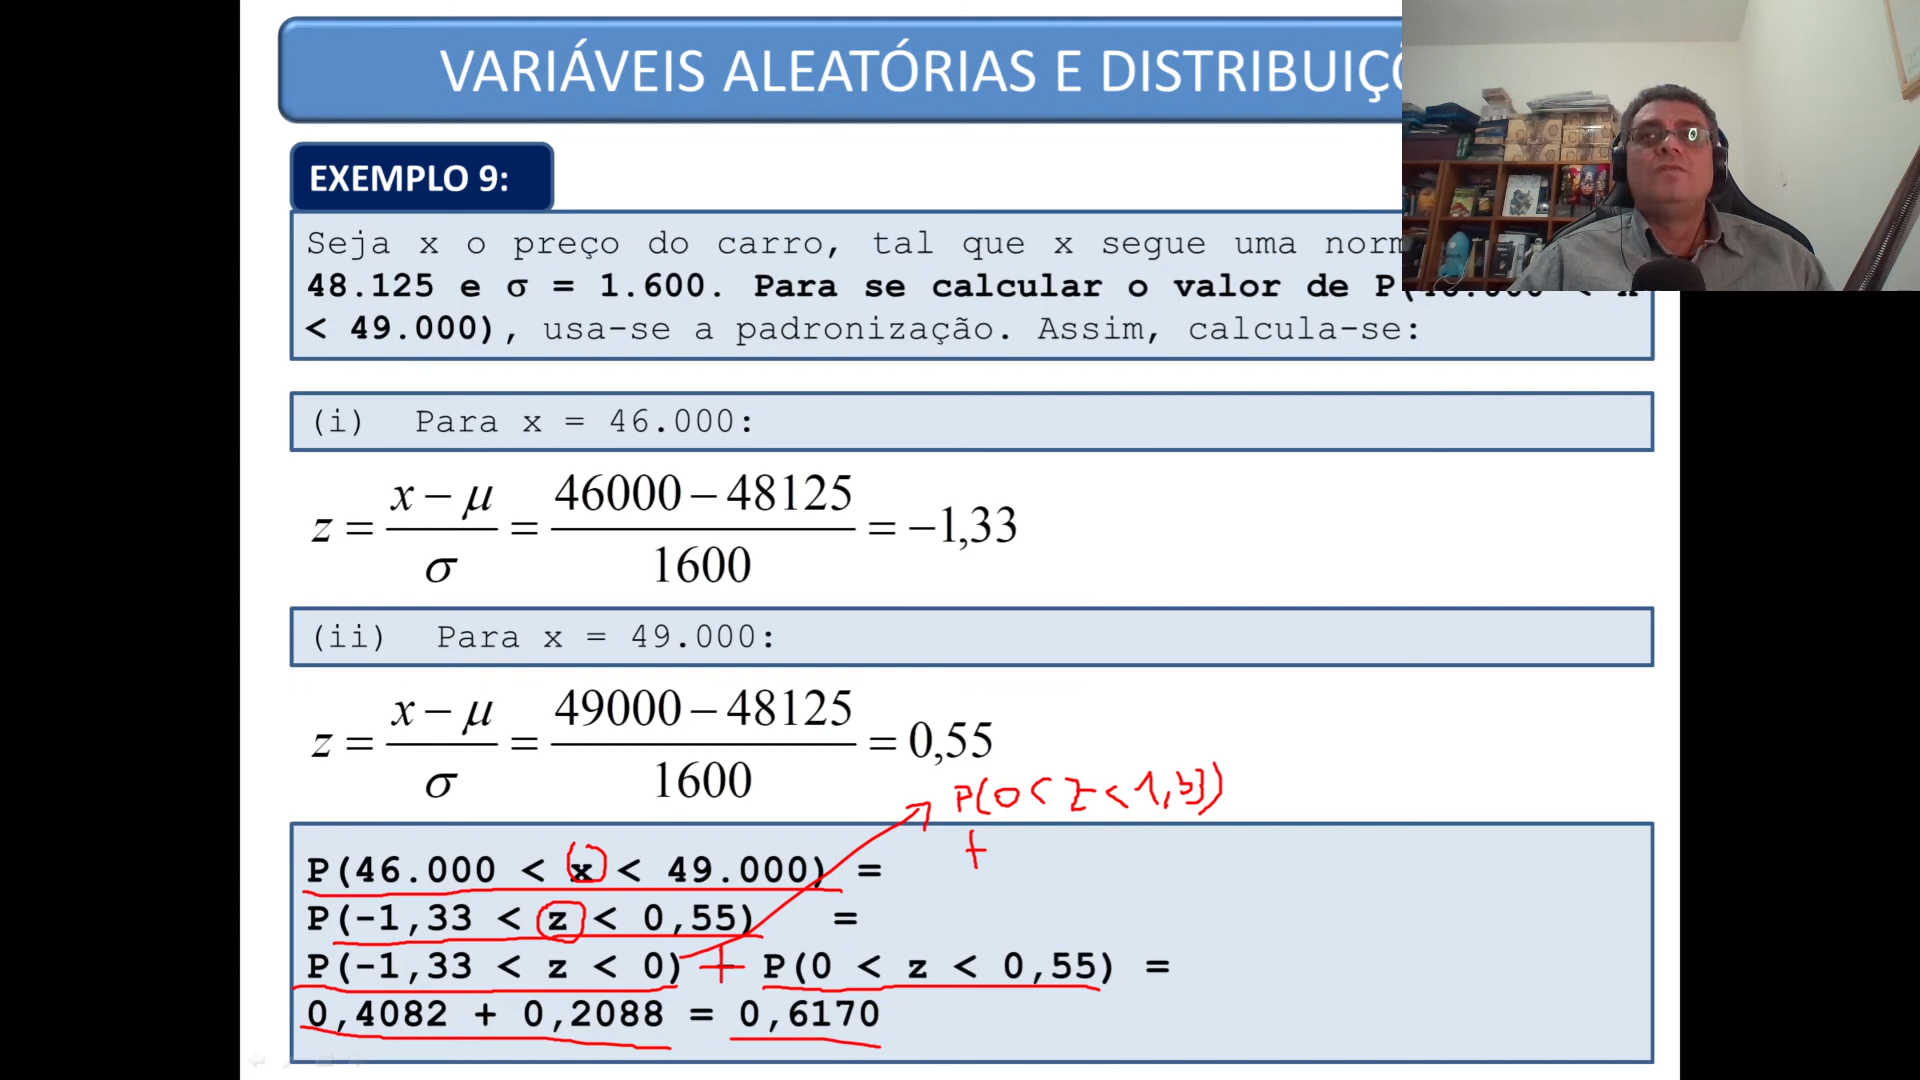 VARIÁVEIS ALEATÓRIAS E
EXEMPLO 9:
Seja x o preço do carro, tal que x segue uma
48.125 e σ = 1.600. Para se calcular o valor de
< 49.000), usa-se a padronização. Assim, calcula-se:
(i) Para x = 46.000:
z = x − μ / σ = 46000 − 48125 / 1600 = −1,33
(ii) Para x = 49.000:
z = x − μ / σ = 49000 − 48125 / 1600 = 0,55
P(0 < z < 1,33)
+
P(46.000 < x < 49.000) =
P(-1,33 < z < 0,55) =
P(-1,33 < z < 0) + P(0 < z < 0,55) =
0,4082 + 0,2088 = 0,6170